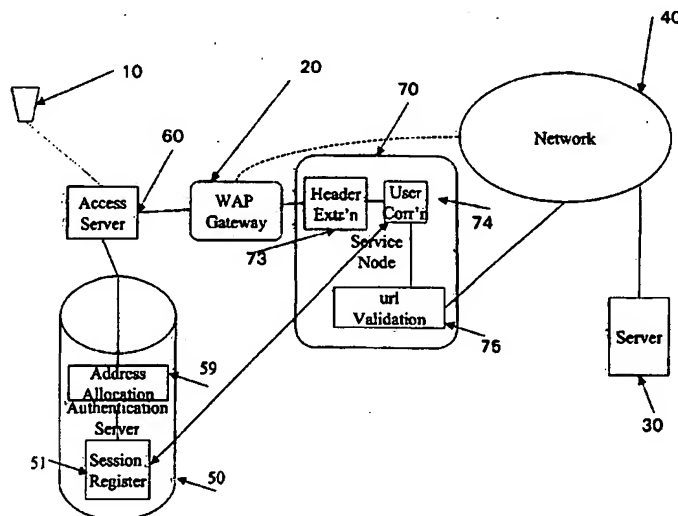 40
20
10
70
60
Network
Access
Server
WAP
Gateway
Header
Extr'n
User
Corr'n
74
73
Service
Node
url
Validation
75
Server
30
59
Address
Allocation
Authentication
Server
51
Session
Register
50